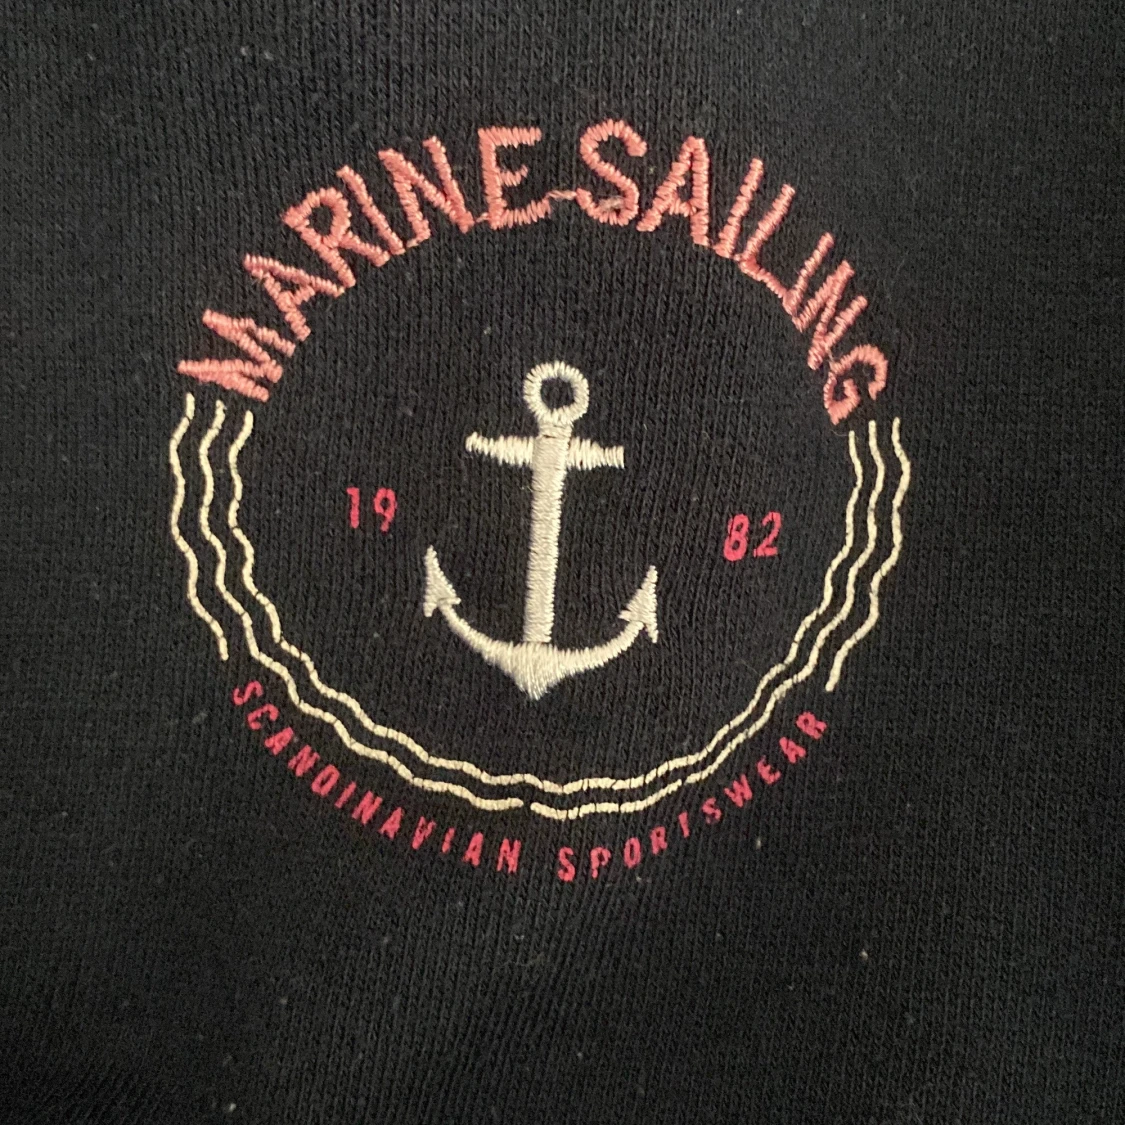 MARINE SAILING
19 82
SCANDINAVIAN SPORTSWEAR